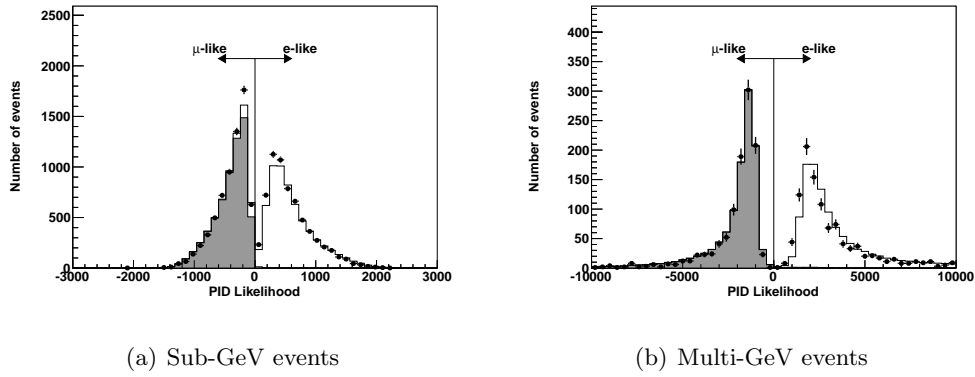 Number of events
2500
2000
1500
1000
500
0
μ-like
e-like
-3000
-2000
-1000
0
1000
2000
3000
PID Likelihood
(a) Sub-GeV events
Number of events
400
350
300
250
200
150
100
50
0
μ-like
e-like
-10000
-5000
0
5000
10000
PID Likelihood
(b) Multi-GeV events